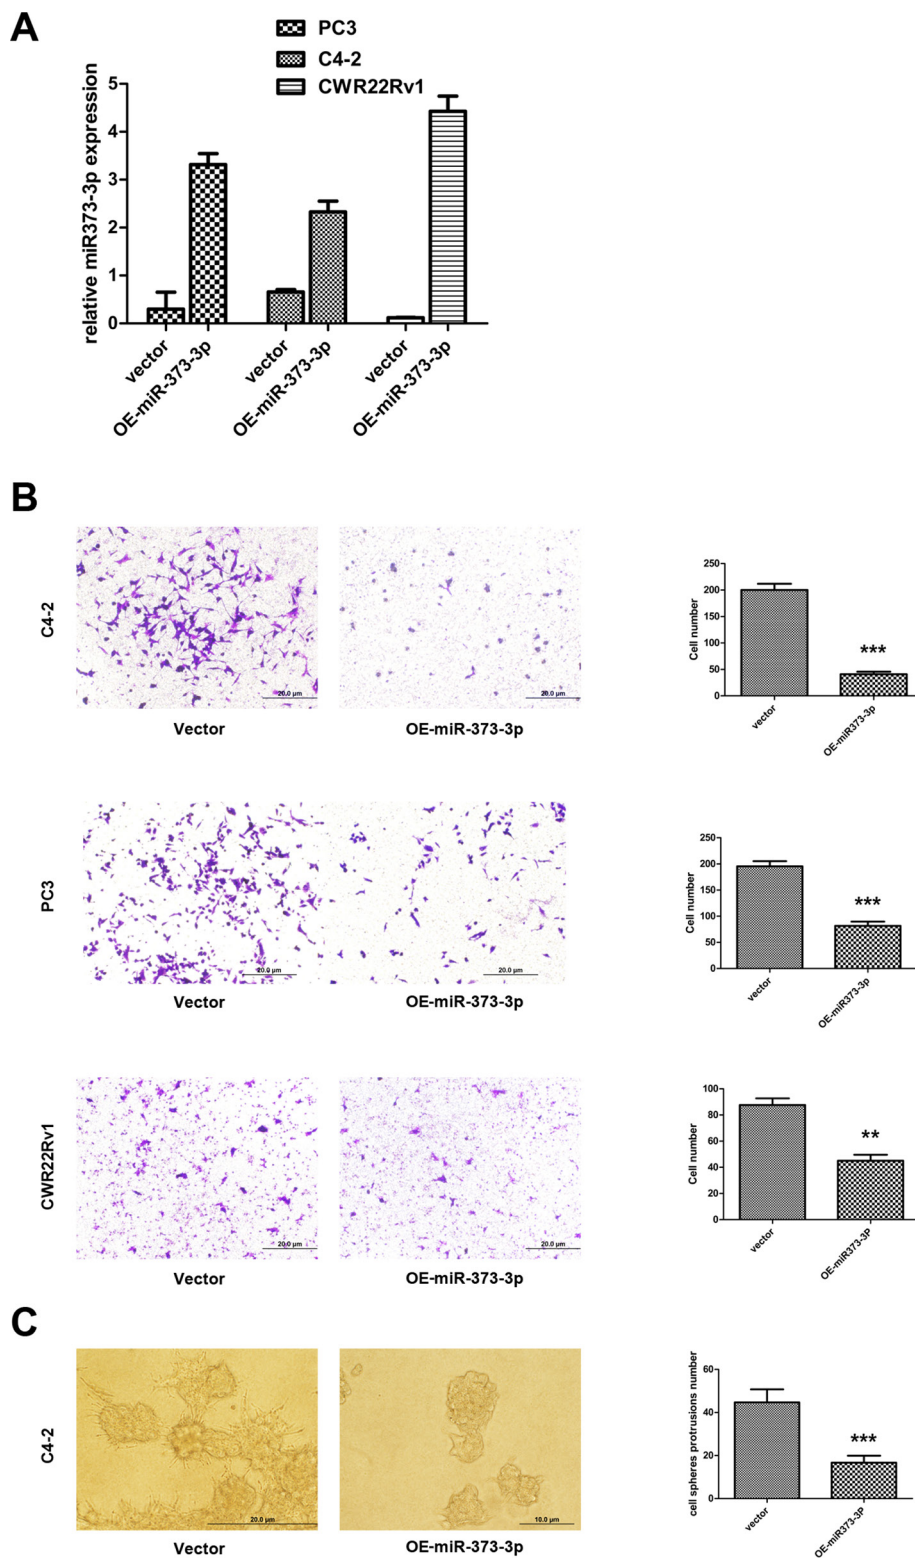 A
PC3
C4-2
CWR22Rv1
relative miR373-3p expression
5
4
3
2
1
0
vector
OE-miR-373-3p
vector
OE-miR-373-3p
vector
OE-miR-373-3p
B
C4-2
20.0 µm
20.0 µm
Vector
OE-miR-373-3p
Cell number
250
200
150
100
50
0
***
vector
OE-miR373-3p
PC3
20.0 µm
20.0 µm
Vector
OE-miR-373-3p
Cell number
250
200
150
100
50
0
***
vector
OE-miR373-3p
CWR22Rv1
20.0 µm
20.0 µm
Vector
OE-miR-373-3p
Cell number
100
80
60
40
20
0
**
vector
OE-miR373-3P
C
C4-2
20.0 µm
10.0 µm
Vector
OE-miR-373-3p
cell spheres protrusions number
60
40
20
0
***
vector
OE-miR373-3P